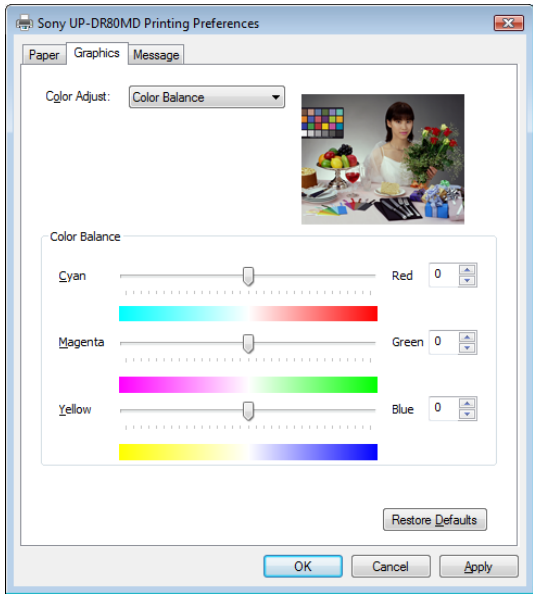 Sony UP-DR80MD Printing Preferences
Paper Graphics Message
Color Adjust: Color Balance
Color Balance
Cyan Red 0
Magenta Green 0
Yellow Blue 0
Restore Defaults
OK Cancel Apply